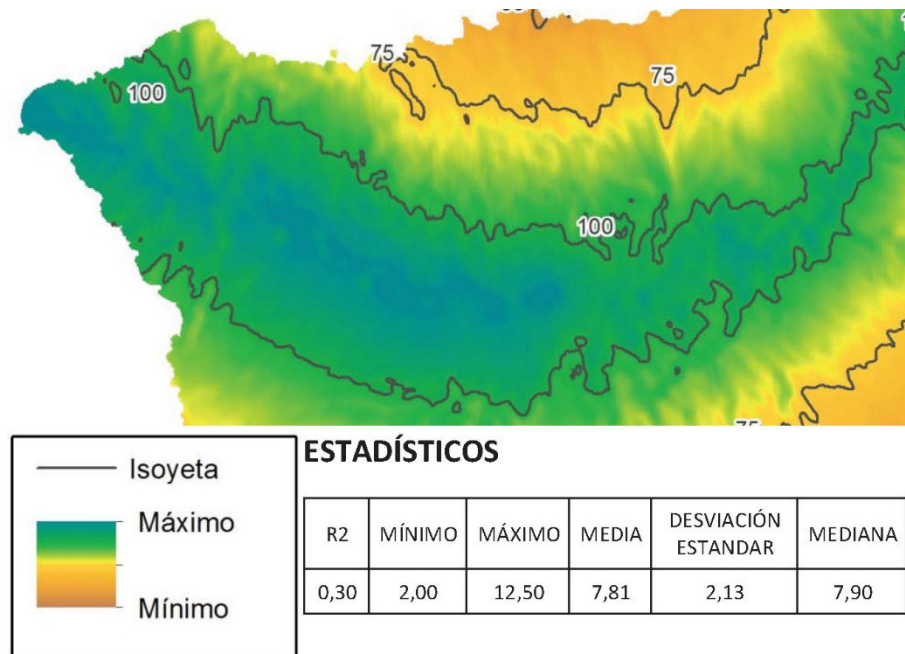 75
75
100
100
Isoyeta
Máximo
Mínimo
ESTADÍSTICOS
R2 MÍNIMO MÁXIMO MEDIA DESVIACIÓN ESTANDAR MEDIANA
0,30 2,00 12,50 7,81 2,13 7,90